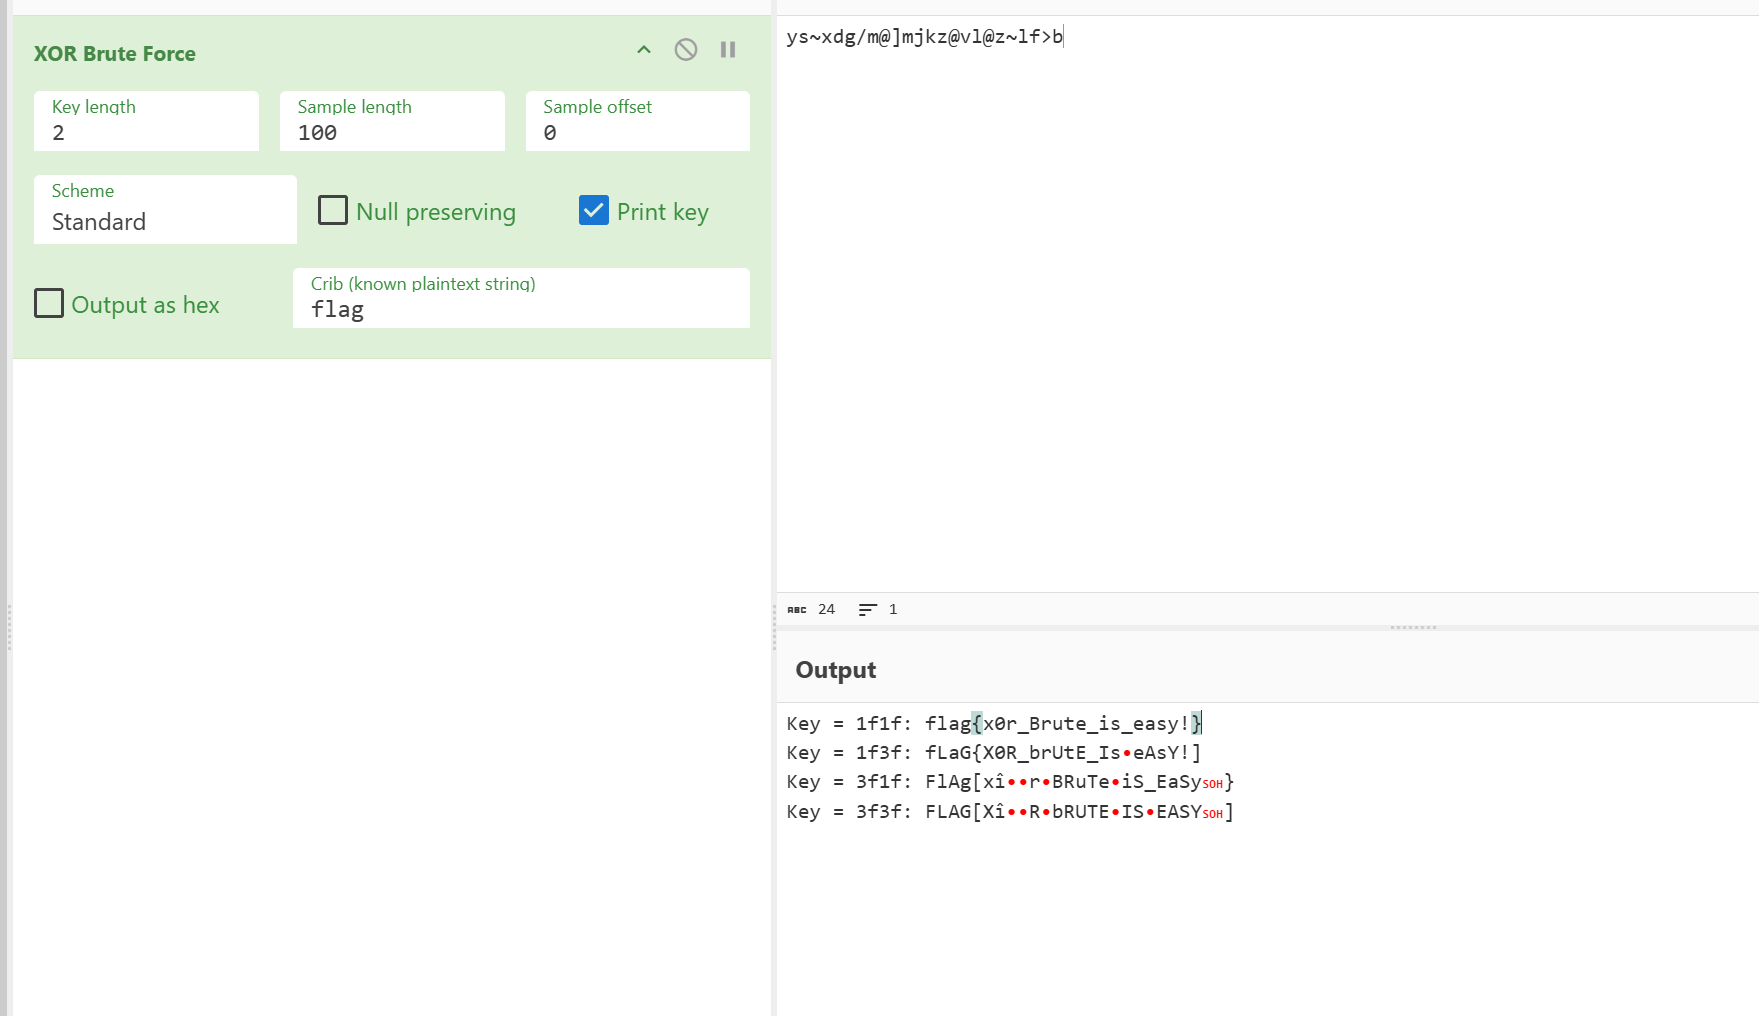 XOR Brute Force
Key length
2
Sample length
100
Sample offset
0
Scheme
Standard
Null preserving
Print key
Output as hex
Crib (known plaintext string)
flag
ys~xdg/m@]mjkz@vl@z~lf>b
ABC 24 1
Output
Key = 1f1f: flag{x0r_Brute_is_easy!}
Key = 1f3f: fLaG{X0R_brUtE_Is•eAsY!]
Key = 3f1f: FlAg[xî••r•BRuTe•iS_EaSySOH}
Key = 3f3f: FLAG[Xî••R•bRUTE•IS•EASYSOH]